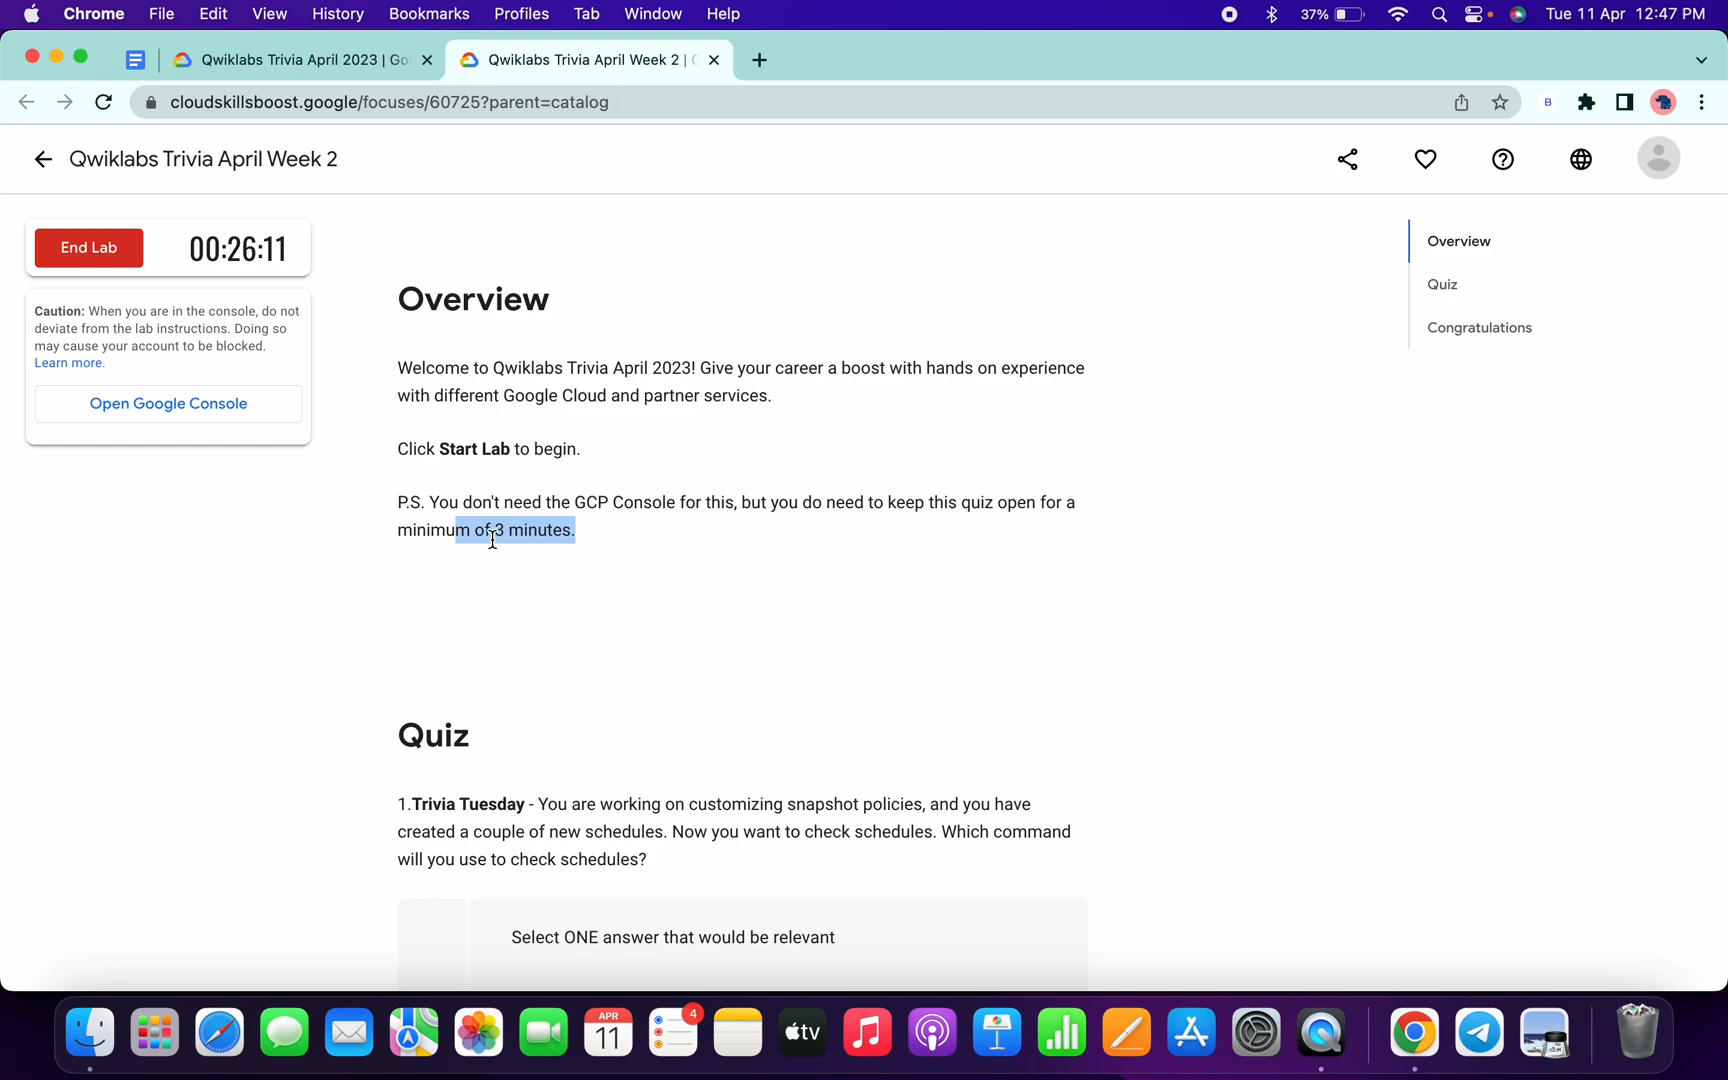 Chrome File Edit View History Bookmarks Profiles Tab Window Help 37% Tue 11 Apr 12:47 PM
Qwiklabs Trivia April 2023 | Go Qwiklabs Trivia April Week 2 |
cloudskillsboost.google/focuses/60725?parent=catalog B
Qwiklabs Trivia April Week 2
End Lab 00:26:11
Caution: When you are in the console, do not
deviate from the lab instructions. Doing so
may cause your account to be blocked.
Learn more.
Open Google Console
Overview
Welcome to Qwiklabs Trivia April 2023! Give your career a boost with hands on experience
with different Google Cloud and partner services.
Click Start Lab to begin.
P.S. You don't need the GCP Console for this, but you do need to keep this quiz open for a
minimum of 3 minutes.
Quiz
1.Trivia Tuesday - You are working on customizing snapshot policies, and you have
created a couple of new schedules. Now you want to check schedules. Which command
will you use to check schedules?
Select ONE answer that would be relevant
Overview
Quiz
Congratulations
APR
11
4
tv